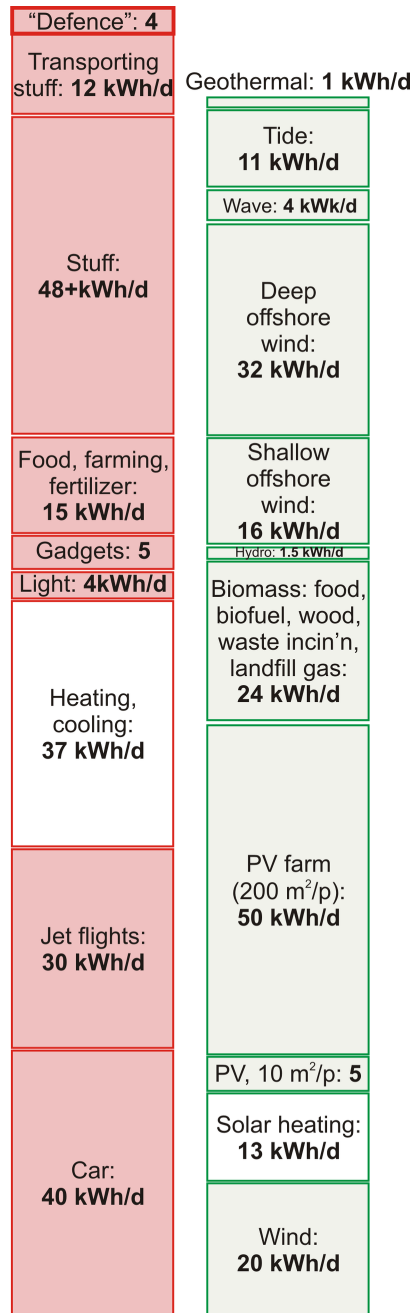 “Defence”: 4
Transporting
stuff: 12 kWh/d
Stuff:
48+kWh/d
Food, farming,
fertilizer:
15 kWh/d
Gadgets: 5
Light: 4kWh/d
Heating,
cooling:
37 kWh/d
Jet flights:
30 kWh/d
Car:
40 kWh/d
Geothermal: 1 kWh/d
Tide:
11 kWh/d
Wave: 4 kWk/d
Deep
offshore
wind:
32 kWh/d
Shallow
offshore
wind:
16 kWh/d
Hydro: 1.5 kWh/d
Biomass: food,
biofuel, wood,
waste incin’n,
landfill gas:
24 kWh/d
PV farm
(200 m²/p):
50 kWh/d
PV, 10 m²/p: 5
Solar heating:
13 kWh/d
Wind:
20 kWh/d